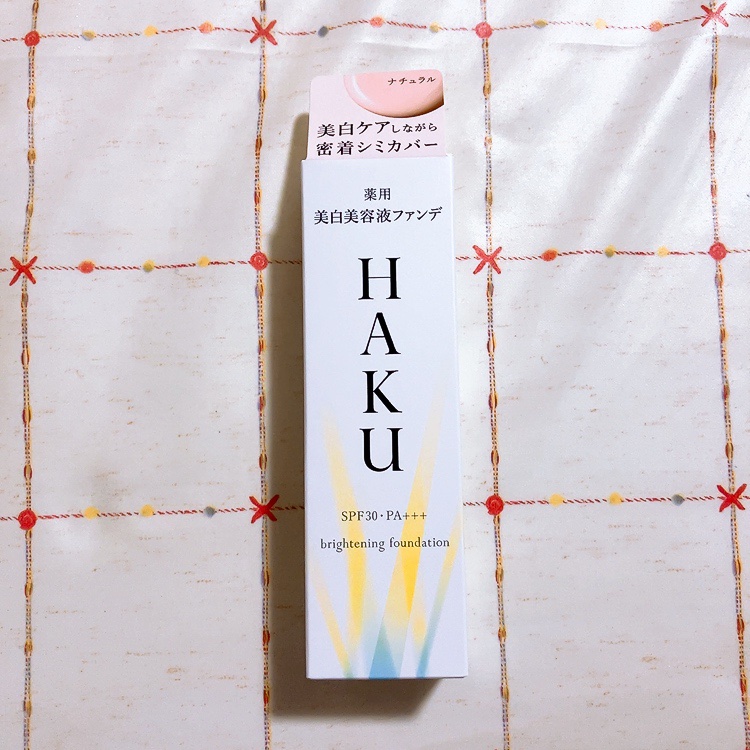 ナチュラル
美白ケアしながら
密着シミカバー
薬用
美白美容液ファンデ
HAKU
SPF30・PA+++
brightening foundation